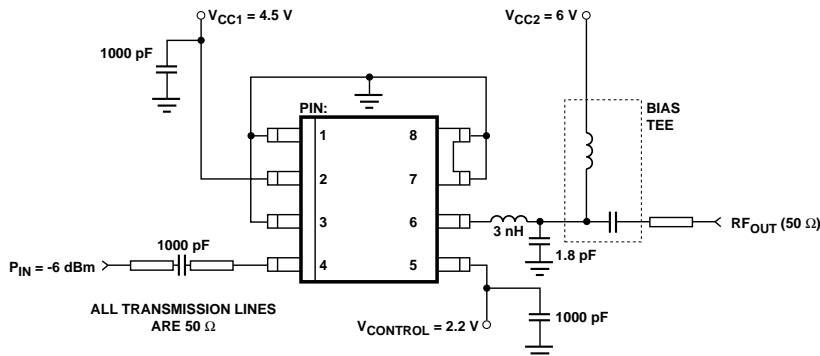 V_CC1 = 4.5 V
V_CC2 = 6 V
1000 pF
PIN:
BIAS
TEE
1
8
2
7
3
6
3 nH
RF_OUT (50 Ω)
1.8 pF
1000 pF
P_IN = -6 dBm
4
5
ALL TRANSMISSION LINES
ARE 50 Ω
V_CONTROL = 2.2 V
1000 pF